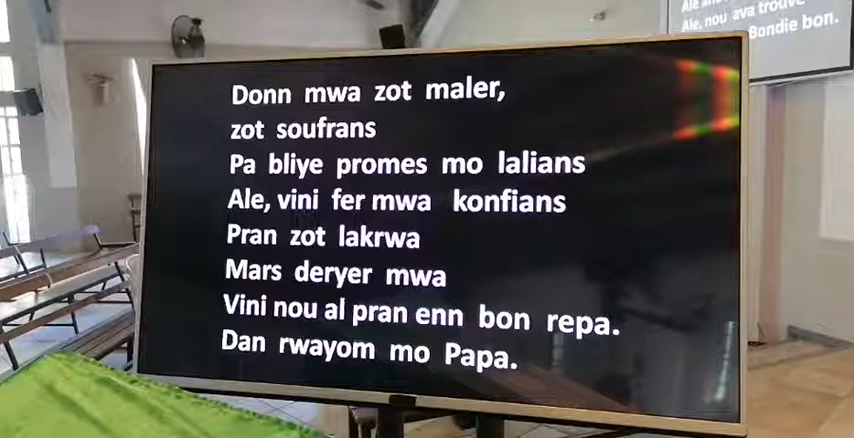 Ale, nou ava trouve
Bondie bon.
Donn mwa zot maler,
zot soufrans
Pa bliye promes mo lalians
Ale, vini fer mwa konfians
Pran zot lakrwa
Mars deryer mwa
Vini nou al pran enn bon repa.
Dan rwayom mo Papa.